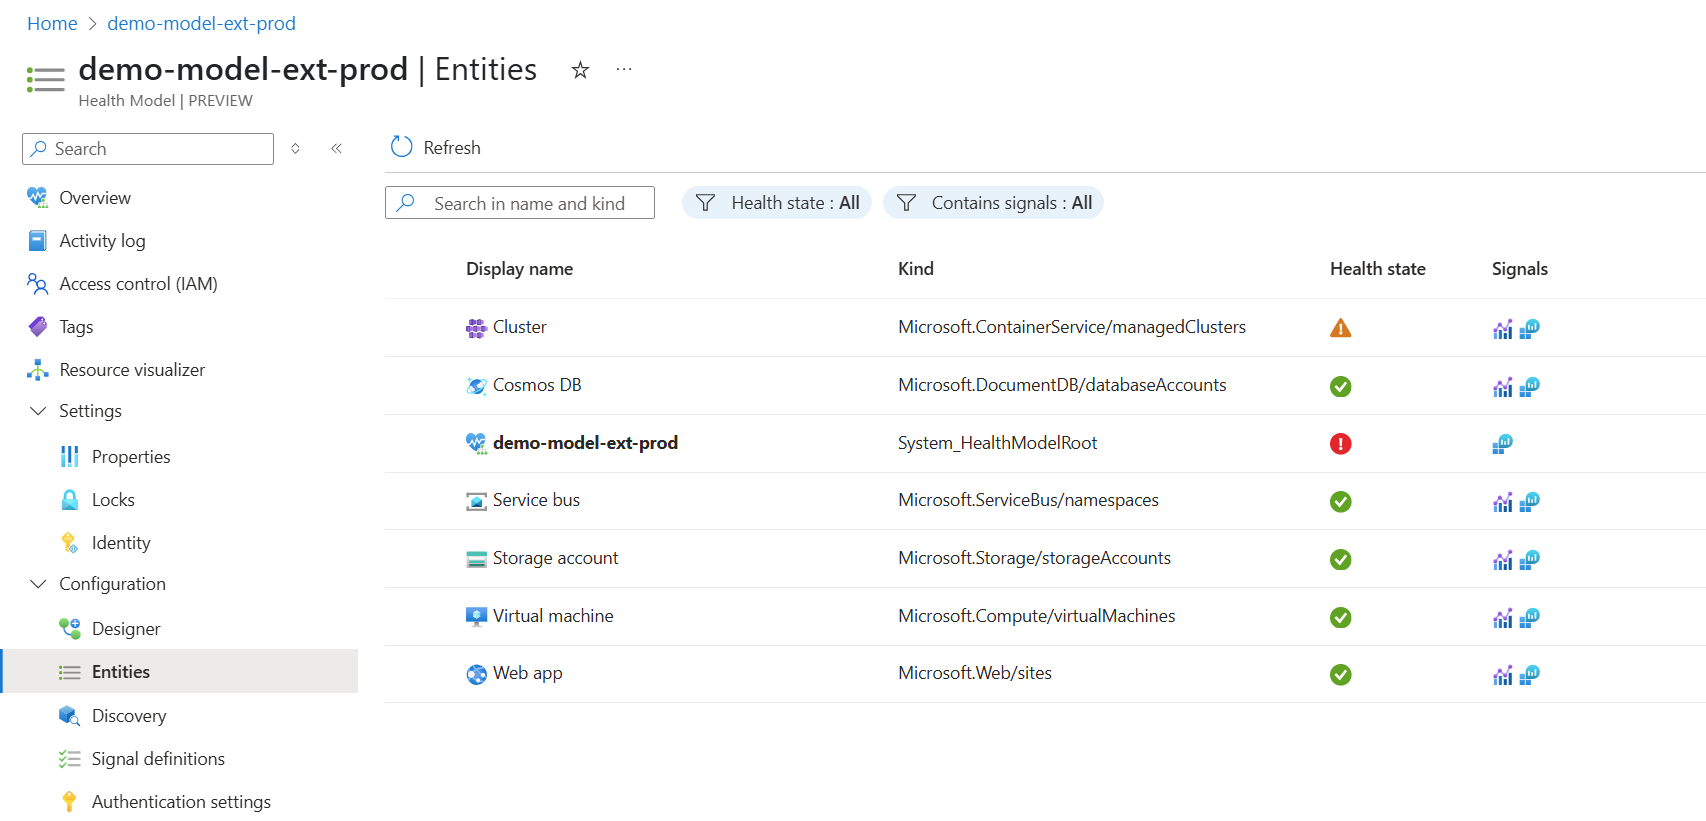 Home > demo-model-ext-prod
demo-model-ext-prod | Entities
Health Model | PREVIEW
Search
Overview
Activity log
Access control (IAM)
Tags
Resource visualizer
Settings
Properties
Locks
Identity
Configuration
Designer
Entities
Discovery
Signal definitions
Authentication settings
Refresh
Search in name and kind
Health state : All
Contains signals : All
Display name Kind Health state Signals
Cluster Microsoft.ContainerService/managedClusters
Cosmos DB Microsoft.DocumentDB/databaseAccounts
demo-model-ext-prod System_HealthModelRoot
Service bus Microsoft.ServiceBus/namespaces
Storage account Microsoft.Storage/storageAccounts
Virtual machine Microsoft.Compute/virtualMachines
Web app Microsoft.Web/sites